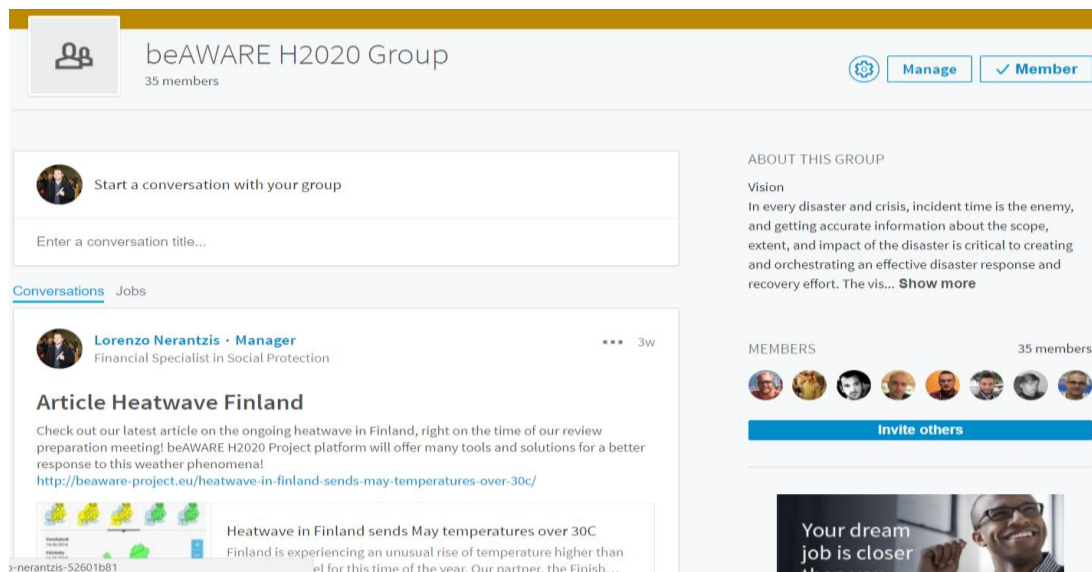 beAWARE H2020 Group
35 members
Manage
✓ Member
Start a conversation with your group
Enter a conversation title...
Conversations Jobs
Lorenzo Nerantzis · Manager
Financial Specialist in Social Protection
3w
Article Heatwave Finland
Check out our latest article on the ongoing heatwave in Finland, right on the time of our review
preparation meeting! beAWARE H2020 Project platform will offer many tools and solutions for a better
response to this weather phenomena!
http://beaware-project.eu/heatwave-in-finland-sends-may-temperatures-over-30c/
Heatwave in Finland sends May temperatures over 30C
Finland is experiencing an unusual rise of temperature higher than
el for this time of the year. Our partner, the Finish...
-nerantzis-52601b81
ABOUT THIS GROUP
Vision
In every disaster and crisis, incident time is the enemy,
and getting accurate information about the scope,
extent, and impact of the disaster is critical to creating
and orchestrating an effective disaster response and
recovery effort. The vis... Show more
MEMBERS
35 members
Invite others
Your dream
job is closer